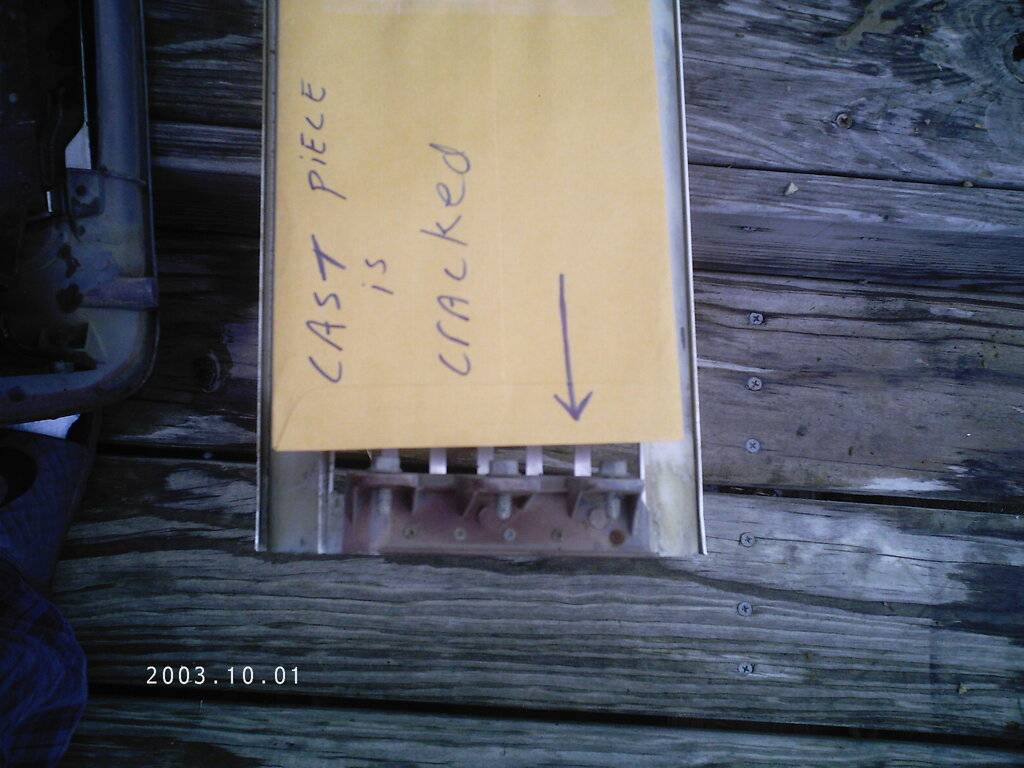 CAST PiECE
is
CrACked
2003.10.01